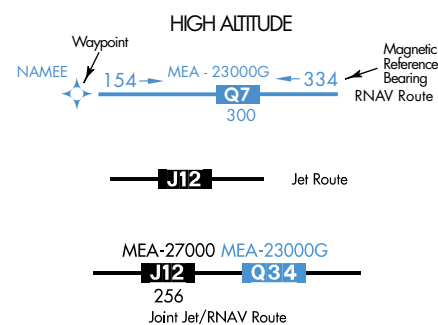 HIGH ALTITUDE
Waypoint
NAMEE
154
MEA - 23000G
334
Magnetic
Reference
Bearing
Q7
RNAV Route
300
J12
Jet Route
MEA-27000 MEA-23000G
J12 Q34
256
Joint Jet/RNAV Route